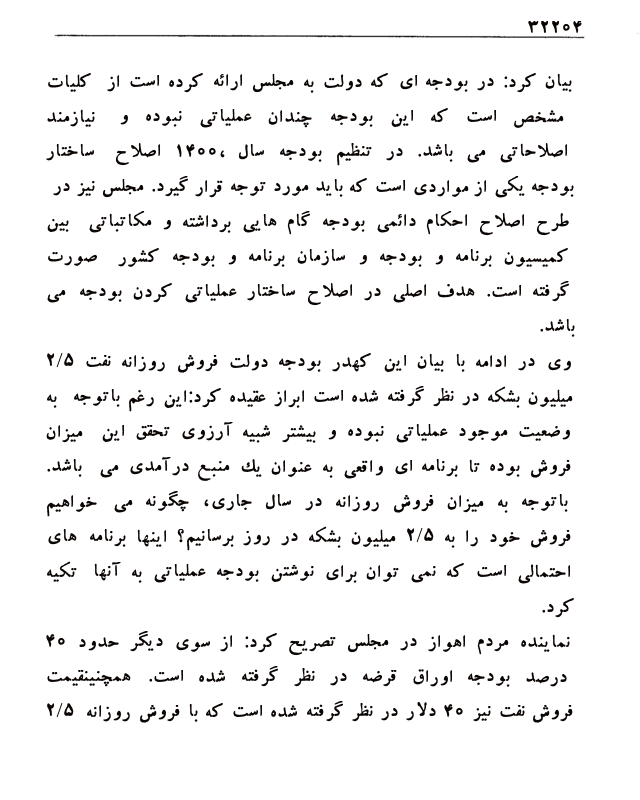 ۳۲۲۰۴
بیان کرد: در بودجه ای که دولت به مجلس ارائه کرده است از کلیات
مشخص است که این بودجه چندان عملیاتی نبوده و نیازمند
اصلاحاتی می باشد. در تنظیم بودجه سال ۱۴۰۰، اصلاح ساختار
بودجه یکی از مواردی است که باید مورد توجه قرار گیرد. مجلس نیز در
طرح اصلاح احکام دائمی بودجه گام هایی برداشته و مکاتباتی بین
کمیسیون برنامه و بودجه و سازمان برنامه و بودجه کشور صورت
گرفته است. هدف اصلی در اصلاح ساختار عملیاتی کردن بودجه می
باشد.
وی در ادامه با بیان این کهدر بودجه دولت فروش روزانه نفت ۲/۵
میلیون بشکه در نظر گرفته شده است ابراز عقیده کرد:این رغم باتوجه به
وضعیت موجود عملیاتی نبوده و بیشتر شبیه آرزوی تحقق این میزان
فروش بوده تا برنامه ای واقعی به عنوان یك منبع درآمدی می باشد.
باتوجه به میزان فروش روزانه در سال جاری، چگونه می خواهیم
فروش خود را به ۲/۵ میلیون بشکه در روز برسانیم؟ اینها برنامه های
احتمالی است که نمی توان برای نوشتن بودجه عملیاتی به آنها تکیه
کرد.
نماینده مردم اهواز در مجلس تصریح کرد: از سوی دیگر حدود ۴۰
درصد بودجه اوراق قرضه در نظر گرفته شده است. همچنینقیمت
فروش نفت نیز ۴۰ دلار در نظر گرفته شده است که با فروش روزانه ۲/۵